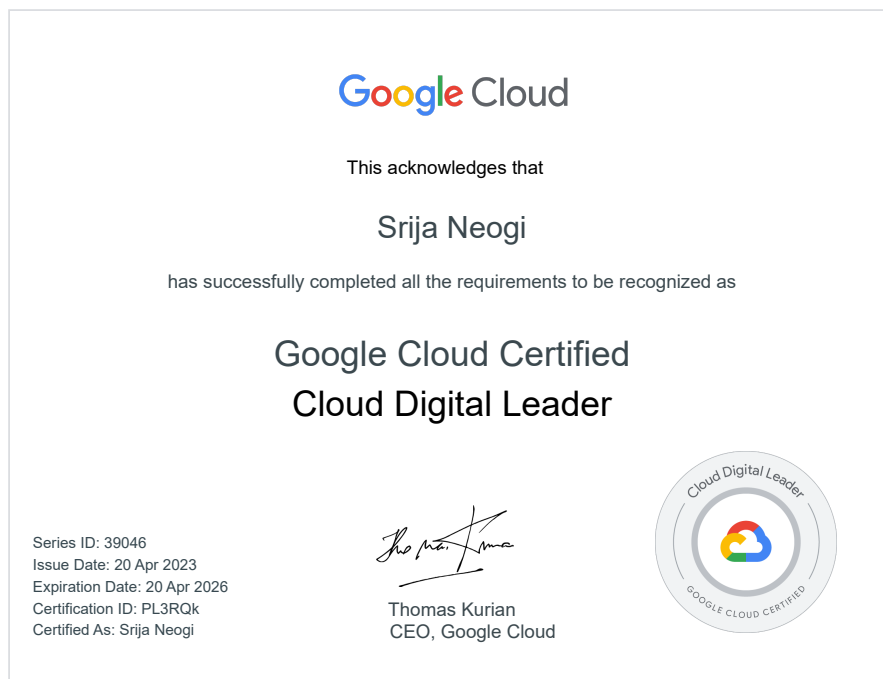 Google Cloud
This acknowledges that
Srija Neogi
has successfully completed all the requirements to be recognized as
Google Cloud Certified
Cloud Digital Leader
Series ID: 39046
Issue Date: 20 Apr 2023
Expiration Date: 20 Apr 2026
Certification ID: PL3RQk
Certified As: Srija Neogi
Thomas Kurian
CEO, Google Cloud
Cloud Digital Leader
GOOGLE CLOUD CERTIFIED